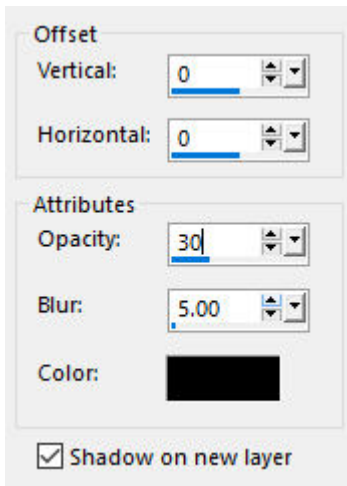 Offset
Vertical: 0
Horizontal: 0
Attributes
Opacity: 30
Blur: 5.00
Color:
Shadow on new layer